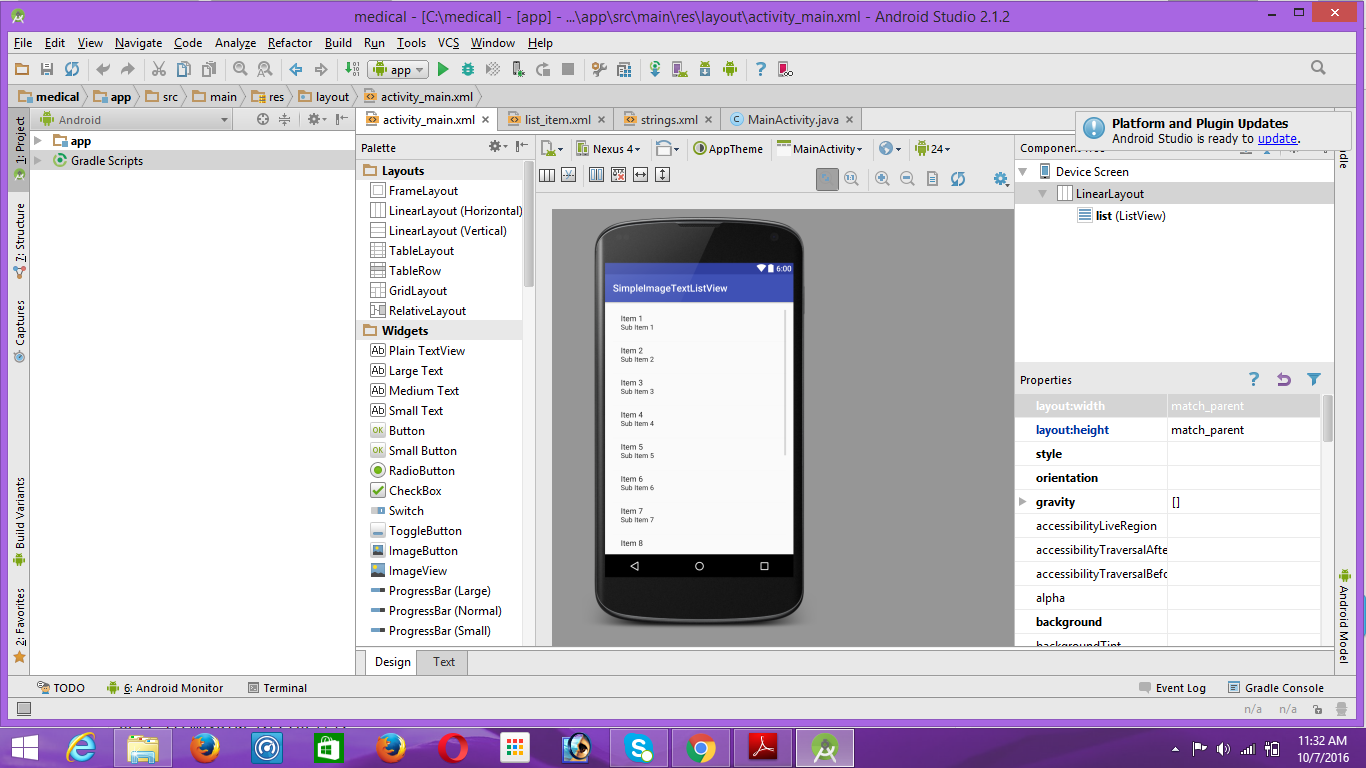 medical - [C:\medical] - [app] - ...\app\src\main\res\layout\activity_main.xml - Android Studio 2.1.2
File Edit View Navigate Code Analyze Refactor Build Run Tools VCS Window Help
app
medical app src main res layout activity_main.xml
1: Project
7: Structure
Captures
Build Variants
2: Favorites
Android
app
Gradle Scripts
activity_main.xml list_item.xml strings.xml MainActivity.java
Palette
Layouts
FrameLayout
LinearLayout (Horizontal)
LinearLayout (Vertical)
TableLayout
TableRow
GridLayout
RelativeLayout
Widgets
Plain TextView
Large Text
Medium Text
Small Text
Button
Small Button
RadioButton
CheckBox
Switch
ToggleButton
ImageButton
ImageView
ProgressBar (Large)
ProgressBar (Normal)
ProgressBar (Small)
Nexus 4 AppTheme MainActivity 24
6:00
SimpleImageTextListView
Item 1
Sub Item 1
Item 2
Sub Item 2
Item 3
Sub Item 3
Item 4
Sub Item 4
Item 5
Sub Item 5
Item 6
Sub Item 6
Item 7
Sub Item 7
Item 8
Design Text
Platform and Plugin Updates
Android Studio is ready to update.
Device Screen
LinearLayout
list (ListView)
Properties
layout:width match_parent
layout:height match_parent
style
orientation
gravity []
accessibilityLiveRegion
accessibilityTraversalAfte
accessibilityTraversalBefo
alpha
background
backgroundTint
Android Model
TODO 6: Android Monitor Terminal Event Log Gradle Console
n/a n/a
11:32 AM
10/7/2016